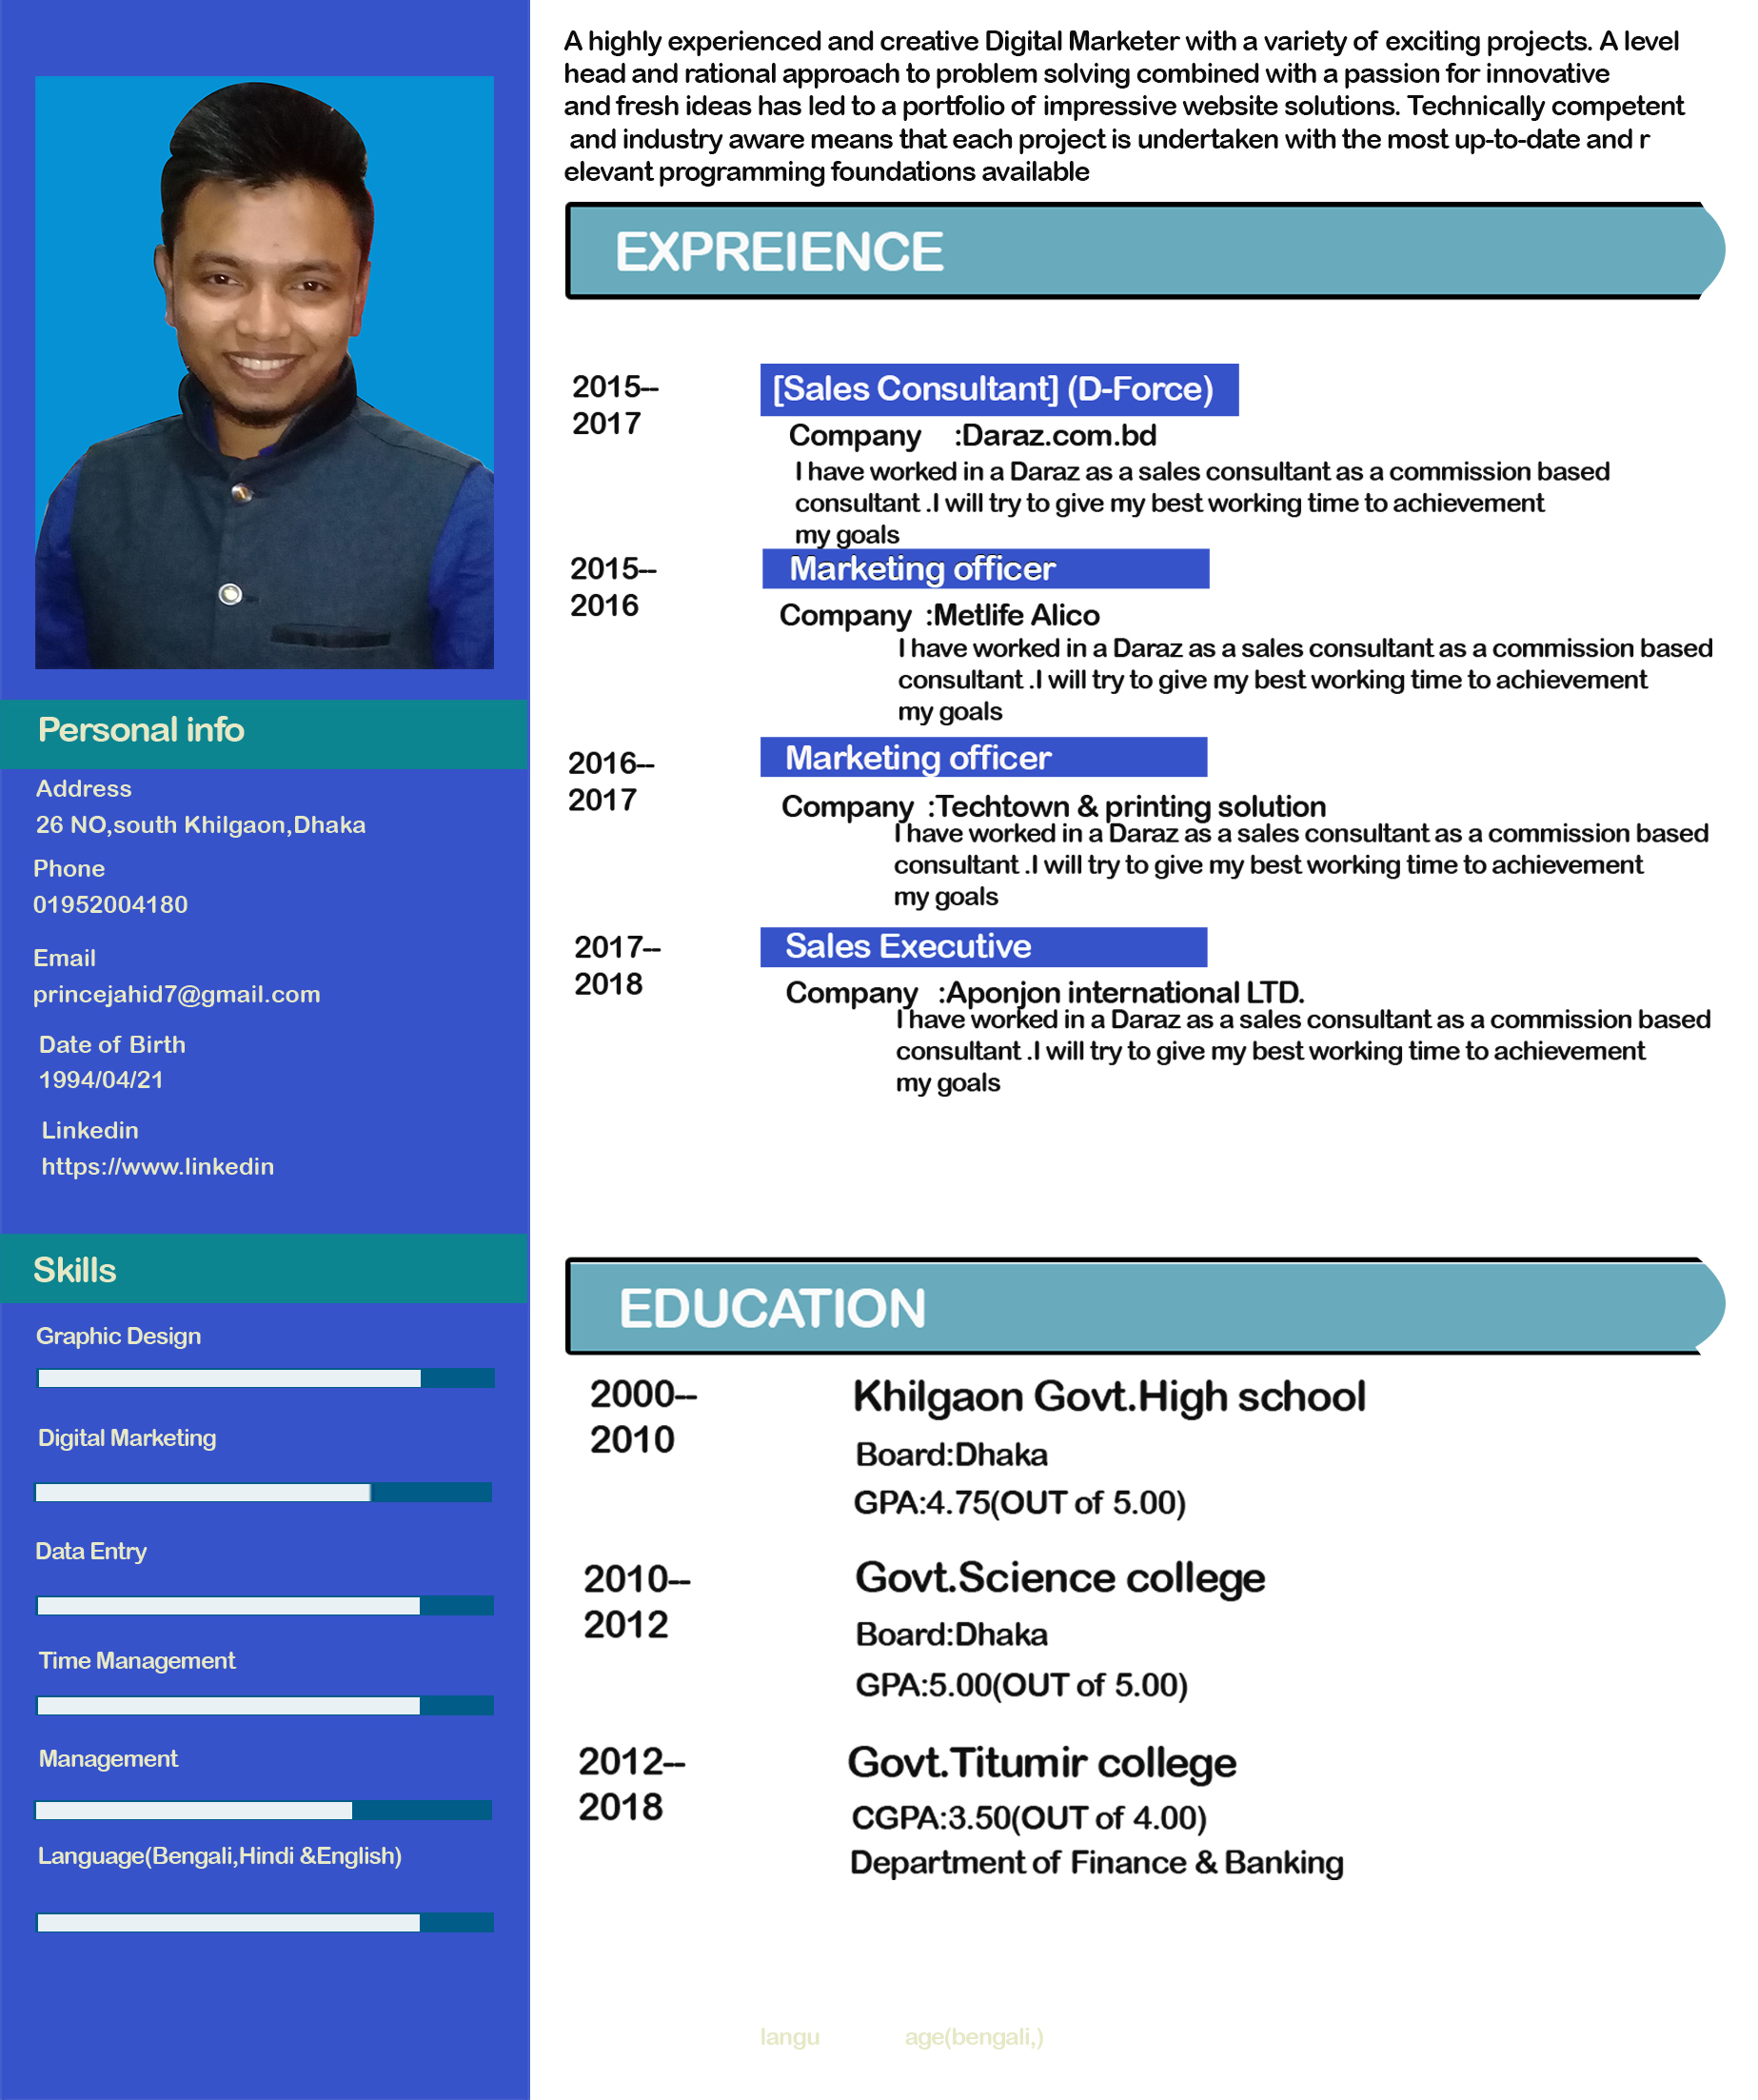 A highly experienced and creative Digital Marketer with a variety of exciting projects. A level
head and rational approach to problem solving combined with a passion for innovative
and fresh ideas has led to a portfolio of impressive website solutions. Technically competent
and industry aware means that each project is undertaken with the most up-to-date and r
elevant programming foundations available
EXPREIENCE
2015--
2017
[Sales Consultant] (D-Force)
Company :Daraz.com.bd
I have worked in a Daraz as a sales consultant as a commission based
consultant .I will try to give my best working time to achievement
my goals
2015--
2016
Marketing officer
Company :Metlife Alico
I have worked in a Daraz as a sales consultant as a commission based
consultant .I will try to give my best working time to achievement
my goals
2016--
2017
Marketing officer
Company :Techtown & printing solution
I have worked in a Daraz as a sales consultant as a commission based
consultant .I will try to give my best working time to achievement
my goals
2017--
2018
Sales Executive
Company :Aponjon international LTD.
I have worked in a Daraz as a sales consultant as a commission based
consultant .I will try to give my best working time to achievement
my goals
Personal info
Address
26 NO,south Khilgaon,Dhaka
Phone
01952004180
Email
princejahid7@gmail.com
Date of Birth
1994/04/21
Linkedin
https://www.linkedin
Skills
Graphic Design
Digital Marketing
Data Entry
Time Management
Management
Language(Bengali,Hindi &English)
EDUCATION
2000--
2010
Khilgaon Govt.High school
Board:Dhaka
GPA:4.75(OUT of 5.00)
2010--
2012
Govt.Science college
Board:Dhaka
GPA:5.00(OUT of 5.00)
2012--
2018
Govt.Titumir college
CGPA:3.50(OUT of 4.00)
Department of Finance & Banking
langu age(bengali,)